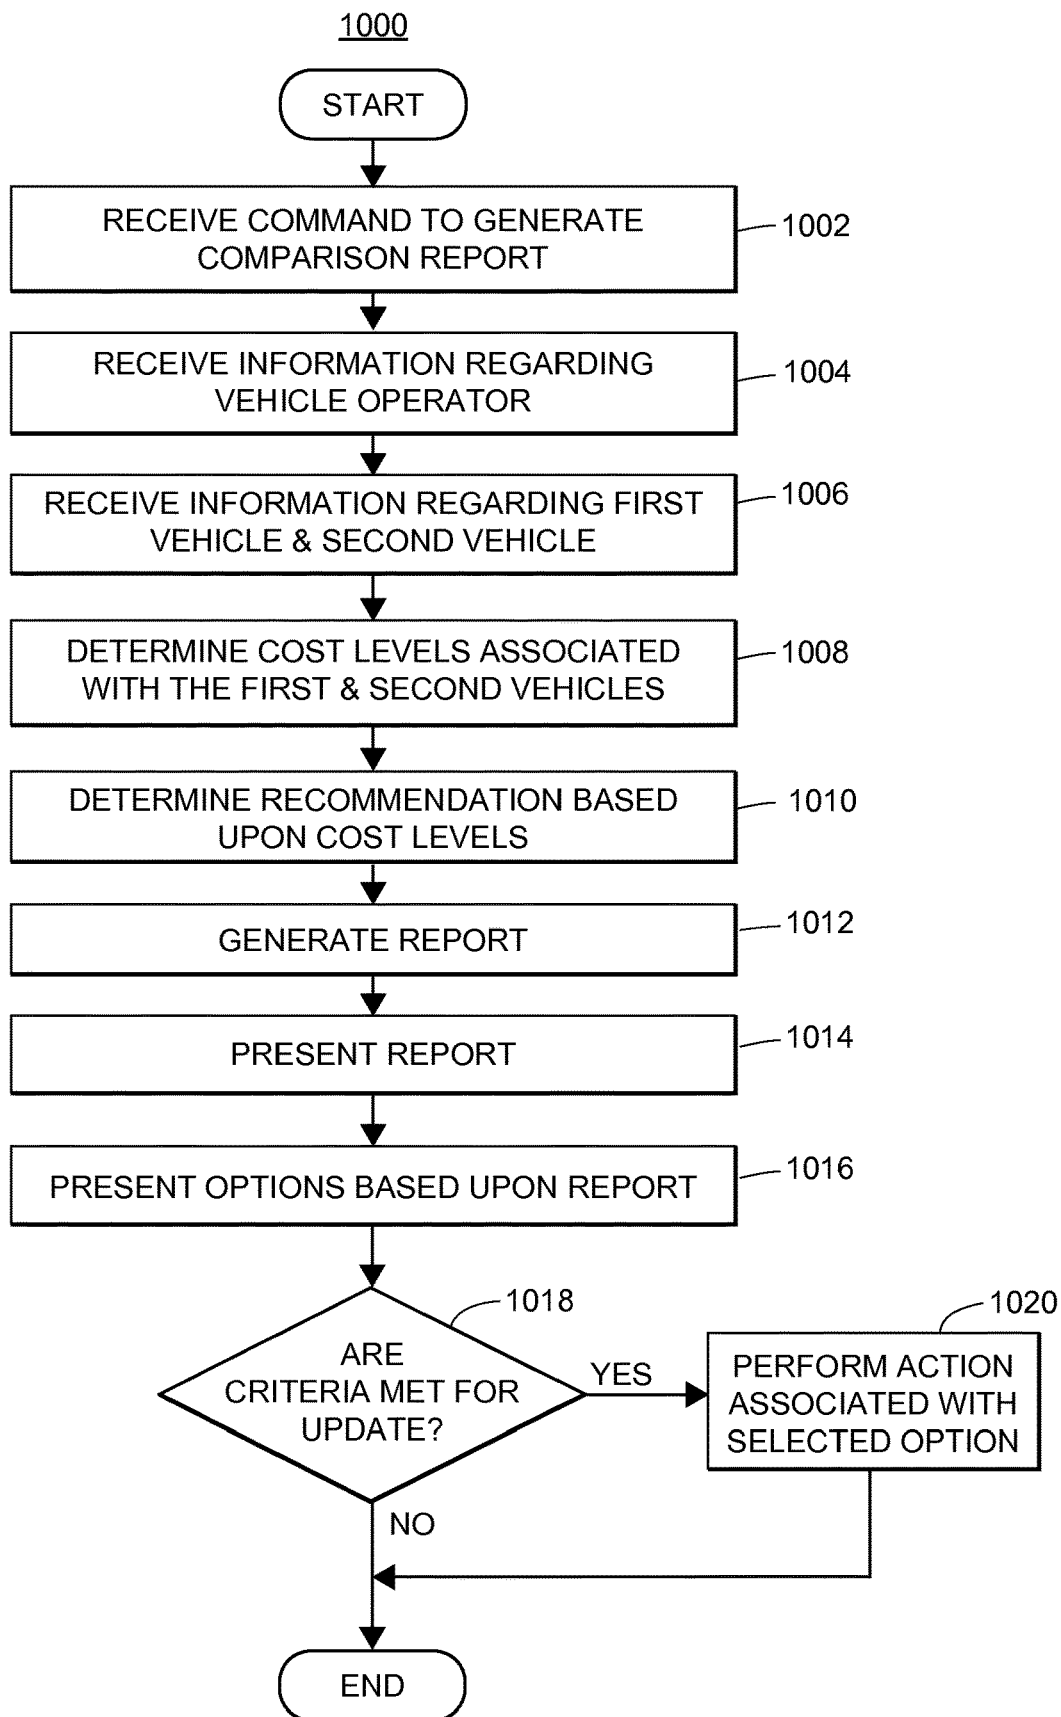 1000
START
RECEIVE COMMAND TO GENERATE
COMPARISON REPORT
1002
RECEIVE INFORMATION REGARDING
VEHICLE OPERATOR
1004
RECEIVE INFORMATION REGARDING FIRST
VEHICLE & SECOND VEHICLE
1006
DETERMINE COST LEVELS ASSOCIATED
WITH THE FIRST & SECOND VEHICLES
1008
DETERMINE RECOMMENDATION BASED
UPON COST LEVELS
1010
GENERATE REPORT
1012
PRESENT REPORT
1014
PRESENT OPTIONS BASED UPON REPORT
1016
ARE
CRITERIA MET FOR
UPDATE?
1018
YES
PERFORM ACTION
ASSOCIATED WITH
SELECTED OPTION
1020
NO
END